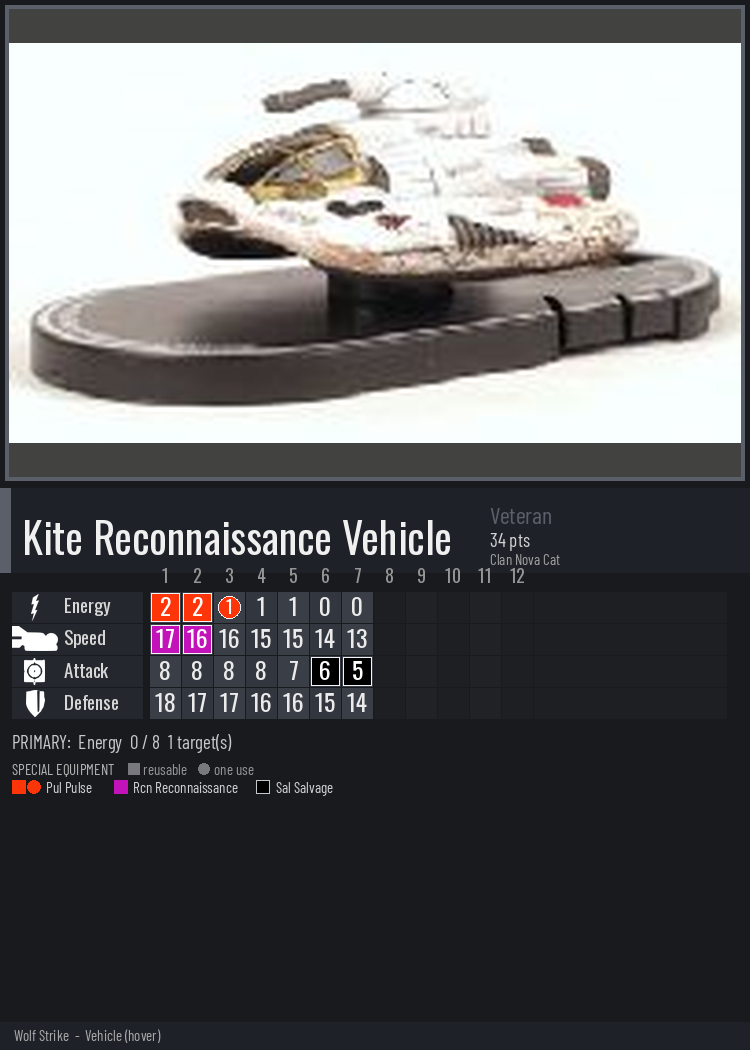 Kite Reconnaissance Vehicle
Veteran
34 pts
Clan Nova Cat
1 2 3 4 5 6 7 8 9 10 11 12
Energy 2 2 1 1 1 0 0
Speed 17 16 16 15 15 14 13
Attack 8 8 8 8 7 6 5
Defense 18 17 17 16 16 15 14
PRIMARY: Energy 0 / 8 1 target(s)
SPECIAL EQUIPMENT reusable one use
Pul Pulse Rcn Reconnaissance Sal Salvage
Wolf Strike - Vehicle (hover)